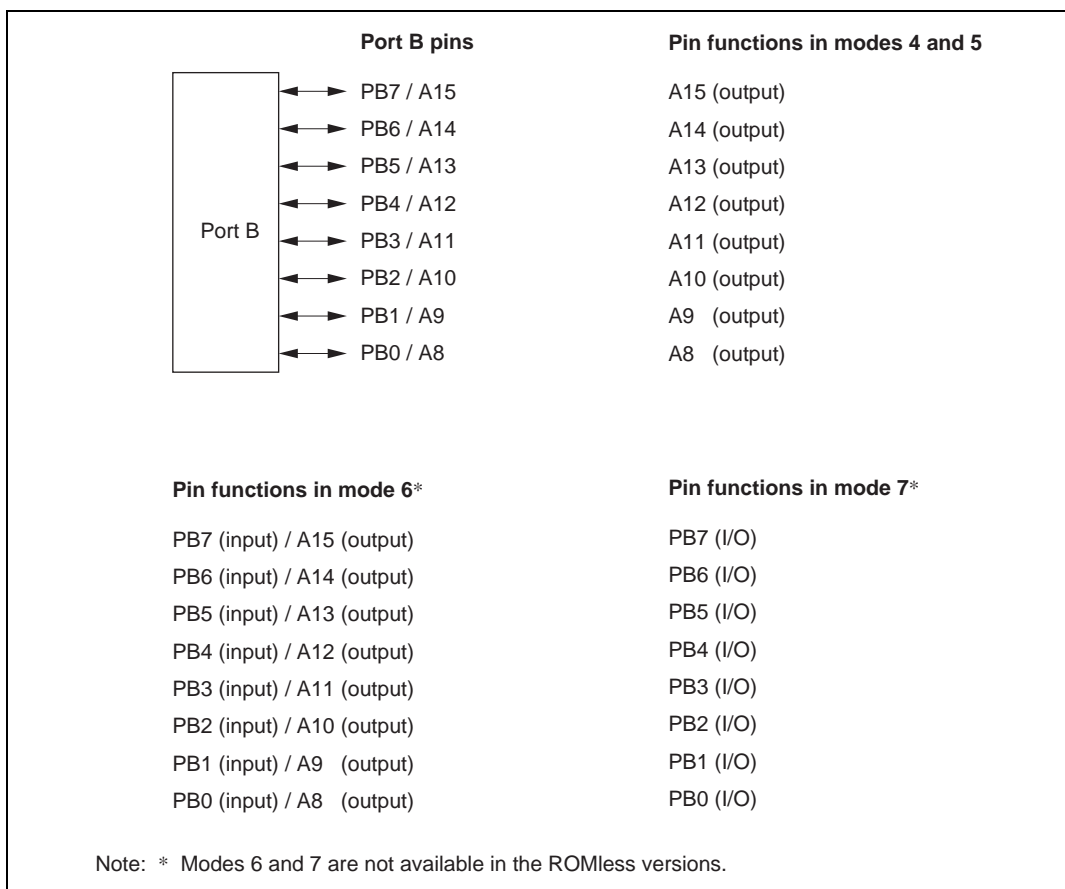 Port B pins
Pin functions in modes 4 and 5
Port B
PB7 / A15
A15 (output)
PB6 / A14
A14 (output)
PB5 / A13
A13 (output)
PB4 / A12
A12 (output)
PB3 / A11
A11 (output)
PB2 / A10
A10 (output)
PB1 / A9
A9 (output)
PB0 / A8
A8 (output)
Pin functions in mode 6*
PB7 (input) / A15 (output)
PB6 (input) / A14 (output)
PB5 (input) / A13 (output)
PB4 (input) / A12 (output)
PB3 (input) / A11 (output)
PB2 (input) / A10 (output)
PB1 (input) / A9 (output)
PB0 (input) / A8 (output)
Pin functions in mode 7*
PB7 (I/O)
PB6 (I/O)
PB5 (I/O)
PB4 (I/O)
PB3 (I/O)
PB2 (I/O)
PB1 (I/O)
PB0 (I/O)
Note: * Modes 6 and 7 are not available in the ROMless versions.